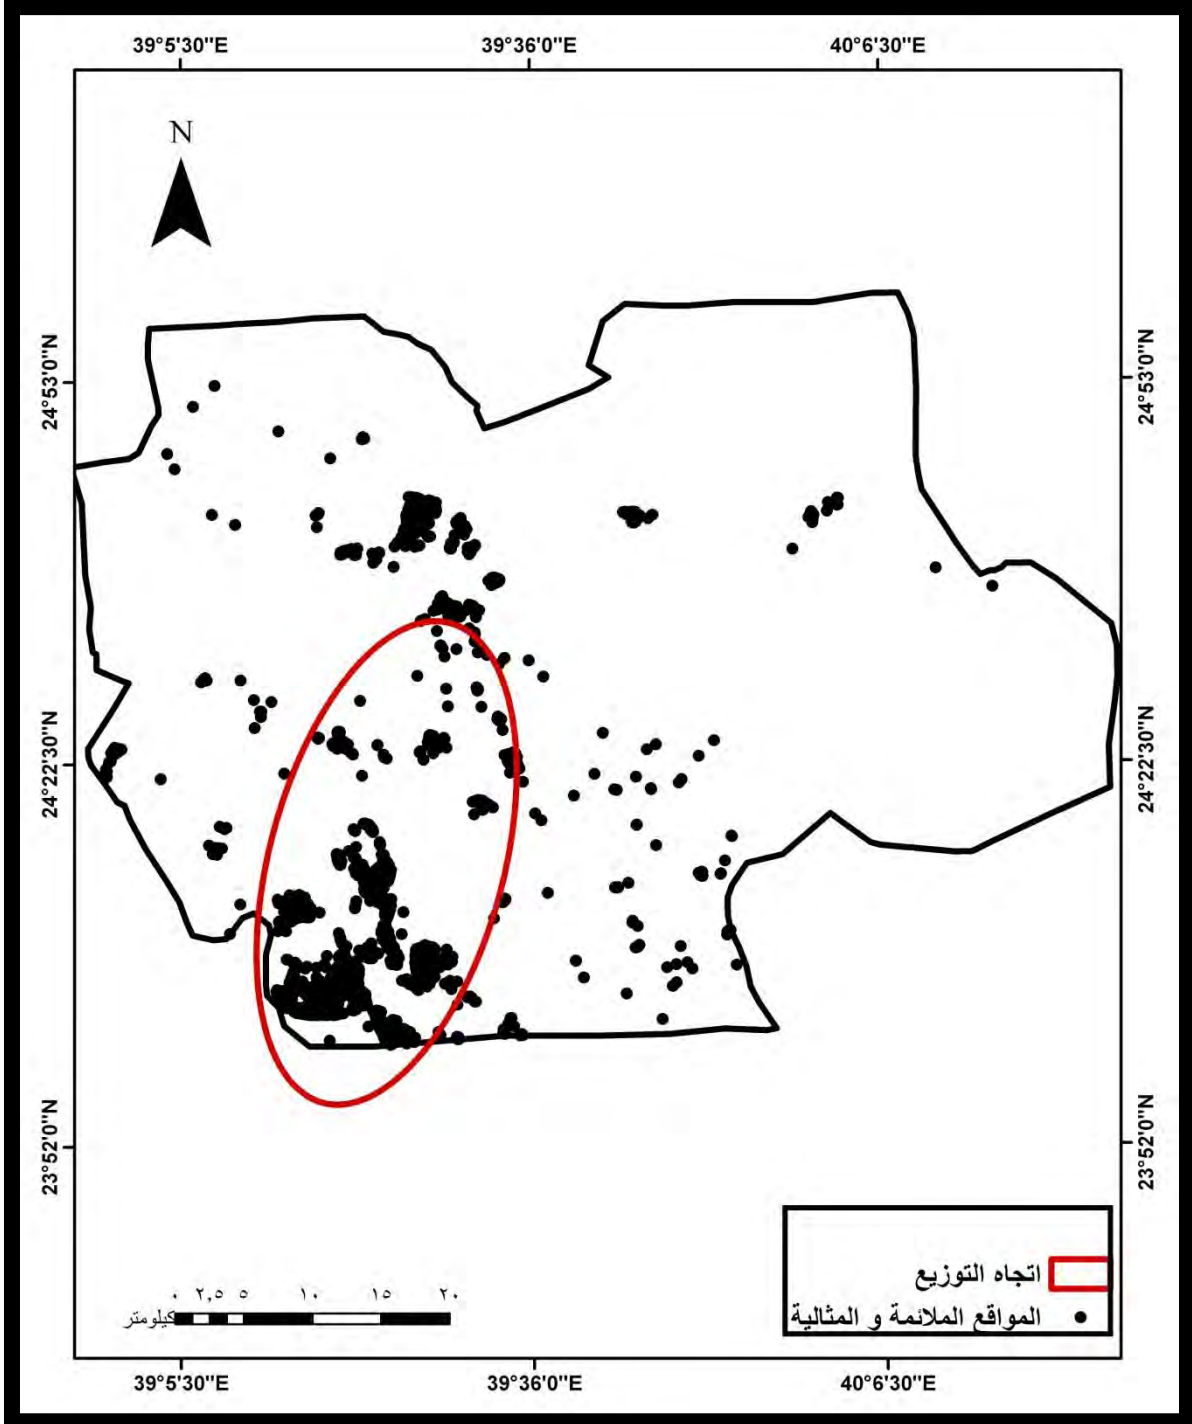 39°5'30"E 39°36'0"E 40°6'30"E
N
24°53'0"N 24°53'0"N
24°22'30"N 24°22'30"N
23°52'0"N 23°52'0"N
اتجاه التوزيع
المواقع الملائمة و المثالية
٠ ٢,٥ ٥ ١٠ ١٥ ٢٠
كيلومتر
39°5'30"E 39°36'0"E 40°6'30"E